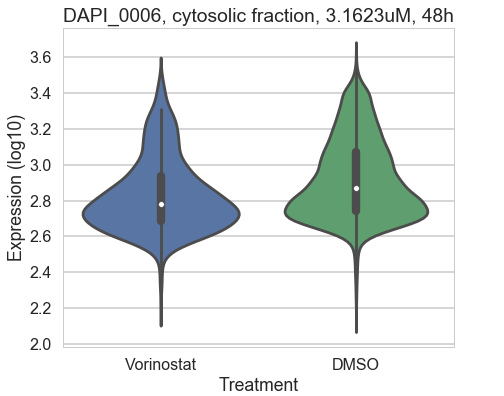 DAPI_0006, cytosolic fraction, 3.1623uM, 48h
Expression (log10)
3.6
3.4
3.2
3.0
2.8
2.6
2.4
2.2
2.0
Vorinostat DMSO
Treatment